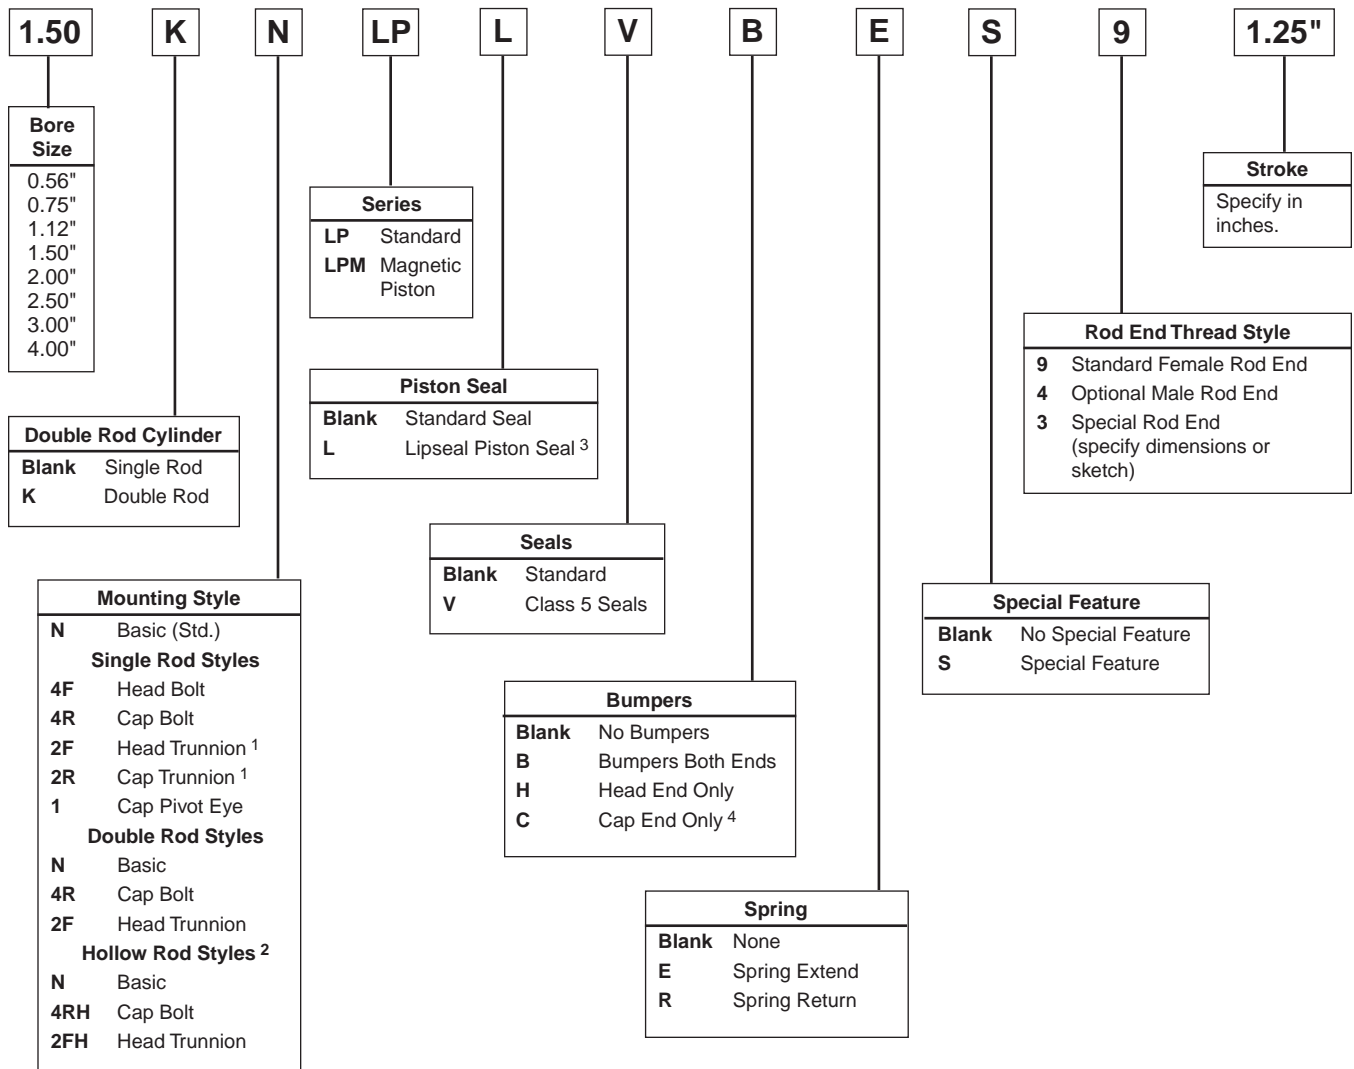 1.50 K N LP L V B E S 9 1.25"
Bore
Size
0.56"
0.75"
1.12"
1.50"
2.00"
2.50"
3.00"
4.00"
Series
LP Standard
LPM Magnetic
Piston
Stroke
Specify in
inches.
Rod End Thread Style
9 Standard Female Rod End
4 Optional Male Rod End
3 Special Rod End
(specify dimensions or
sketch)
Piston Seal
Blank Standard Seal
L Lipseal Piston Seal 3
Double Rod Cylinder
Blank Single Rod
K Double Rod
Seals
Blank Standard
V Class 5 Seals
Mounting Style
N Basic (Std.)
Single Rod Styles
4F Head Bolt
4R Cap Bolt
2F Head Trunnion 1
2R Cap Trunnion 1
1 Cap Pivot Eye
Double Rod Styles
N Basic
4R Cap Bolt
2F Head Trunnion
Hollow Rod Styles 2
N Basic
4RH Cap Bolt
2FH Head Trunnion
Special Feature
Blank No Special Feature
S Special Feature
Bumpers
Blank No Bumpers
B Bumpers Both Ends
H Head End Only
C Cap End Only 4
Spring
Blank None
E Spring Extend
R Spring Return